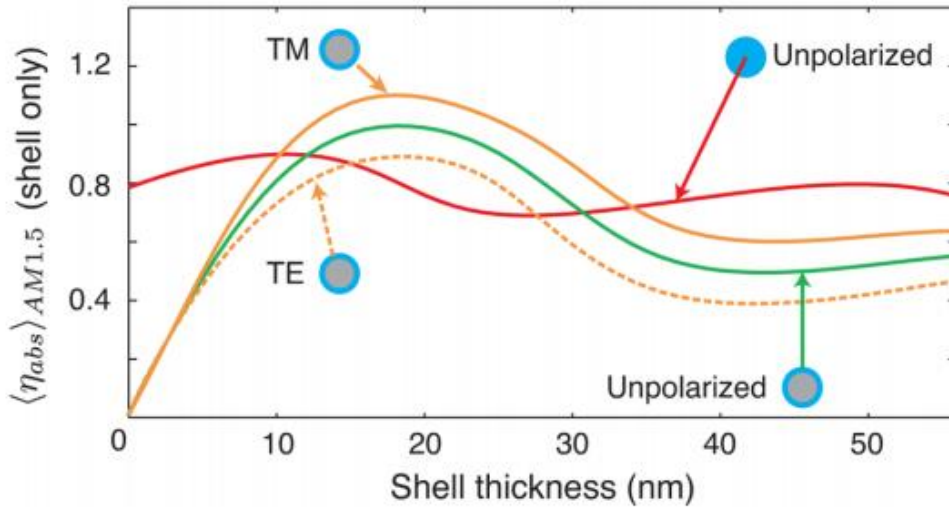 ⟨η_abs⟩_AM1.5 (shell only)
1.2
0.8
0.4
TM
Unpolarized
TE
Unpolarized
0 10 20 30 40 50
Shell thickness (nm)